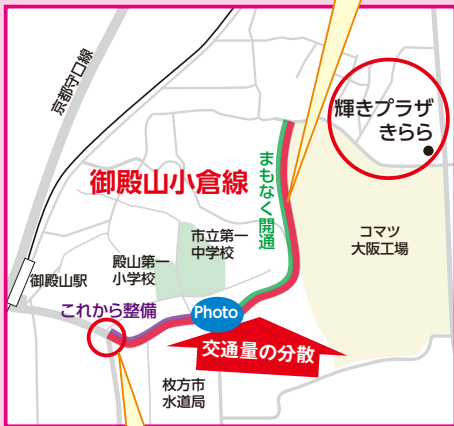 京都守口線
輝きプラザ
きらら
御殿山小倉線
まもなく開通
市立第一
中学校
コマツ
大阪工場
殿山第一
小学校
御殿山駅
これから整備
Photo
交通量の分散
枚方市
水道局